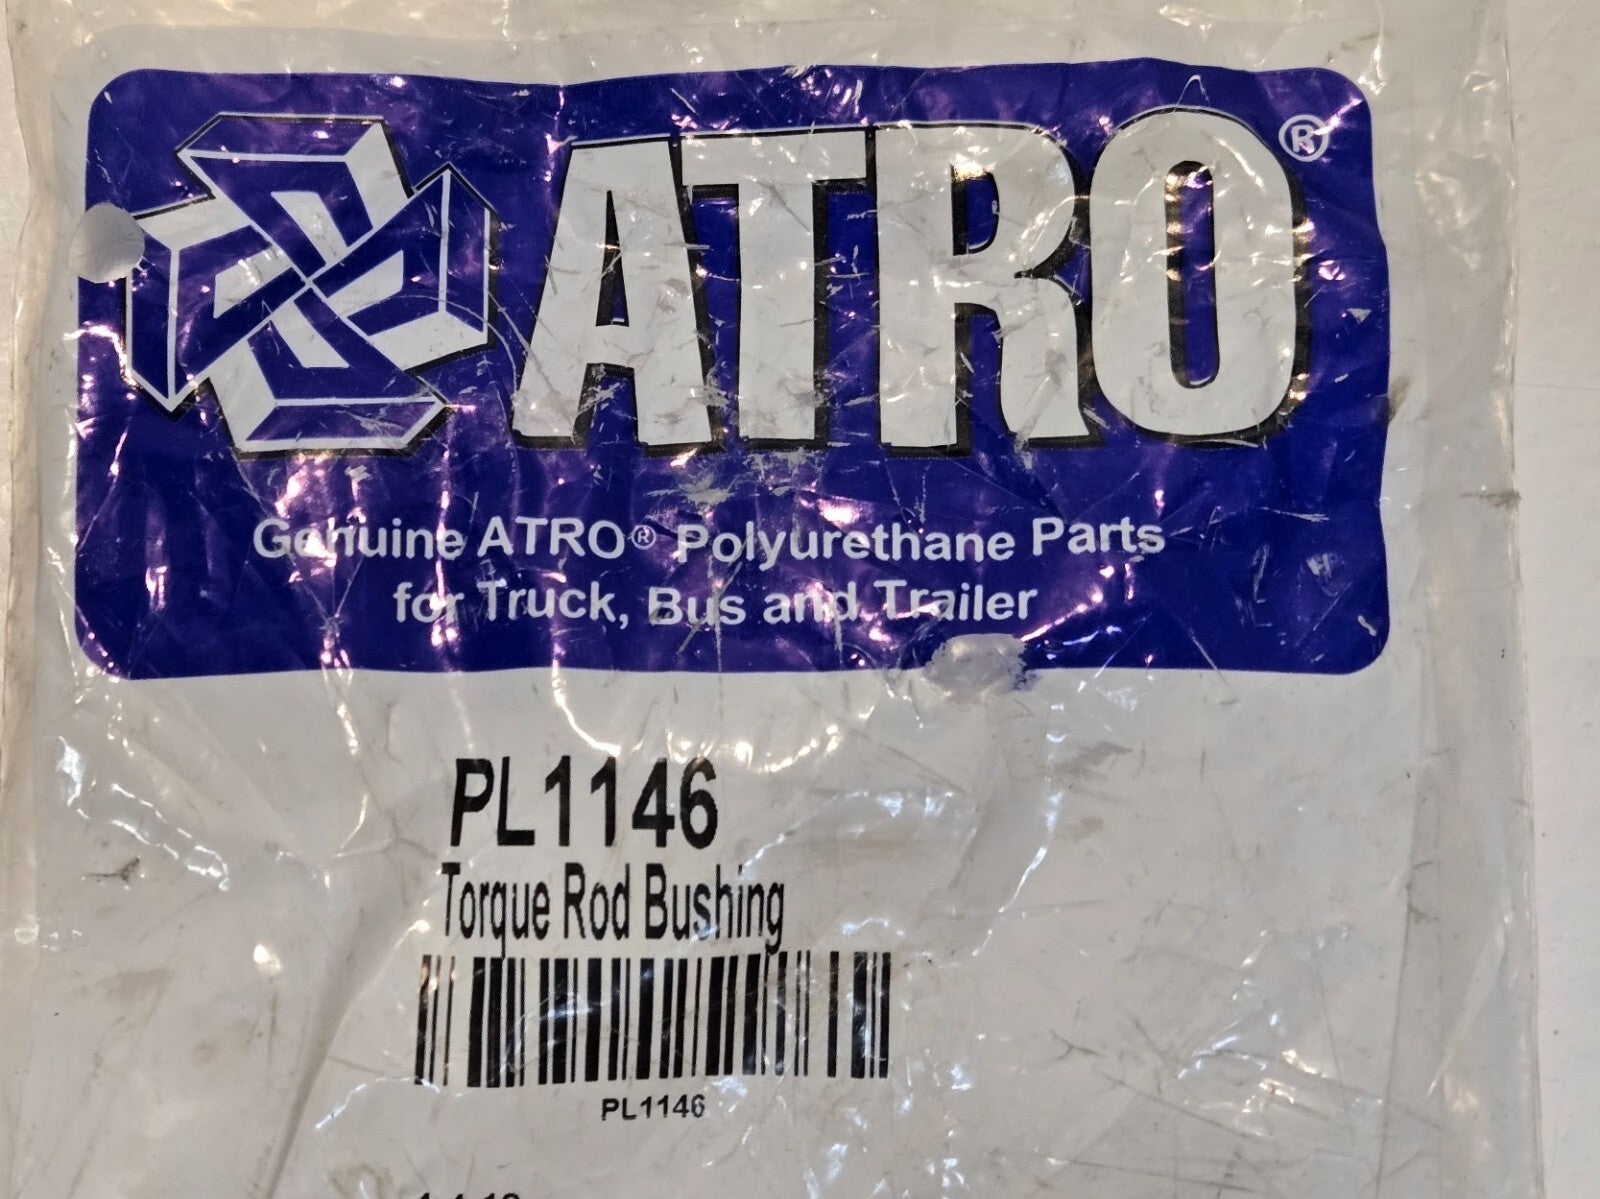 ATRO®
Genuine ATRO® Polyurethane Parts
for Truck, Bus and Trailer
PL1146
Torque Rod Bushing
PL1146